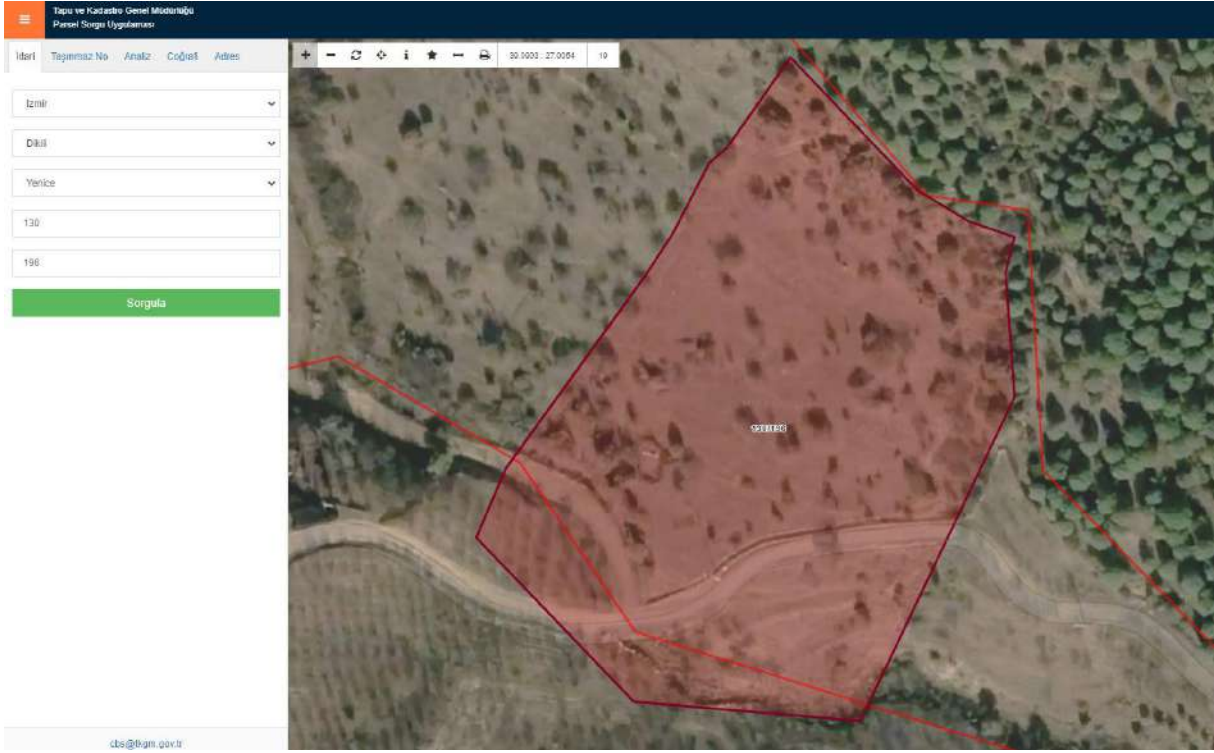 Tapu ve Kadastro Genel Müdürlüğü
Parsel Sorgu Uygulaması
İdari Taşınmaz No Analiz Coğrafi Adres
İzmir
Dikili
Yenice
130
Sorgula
cbs@tkgm.gov.tr